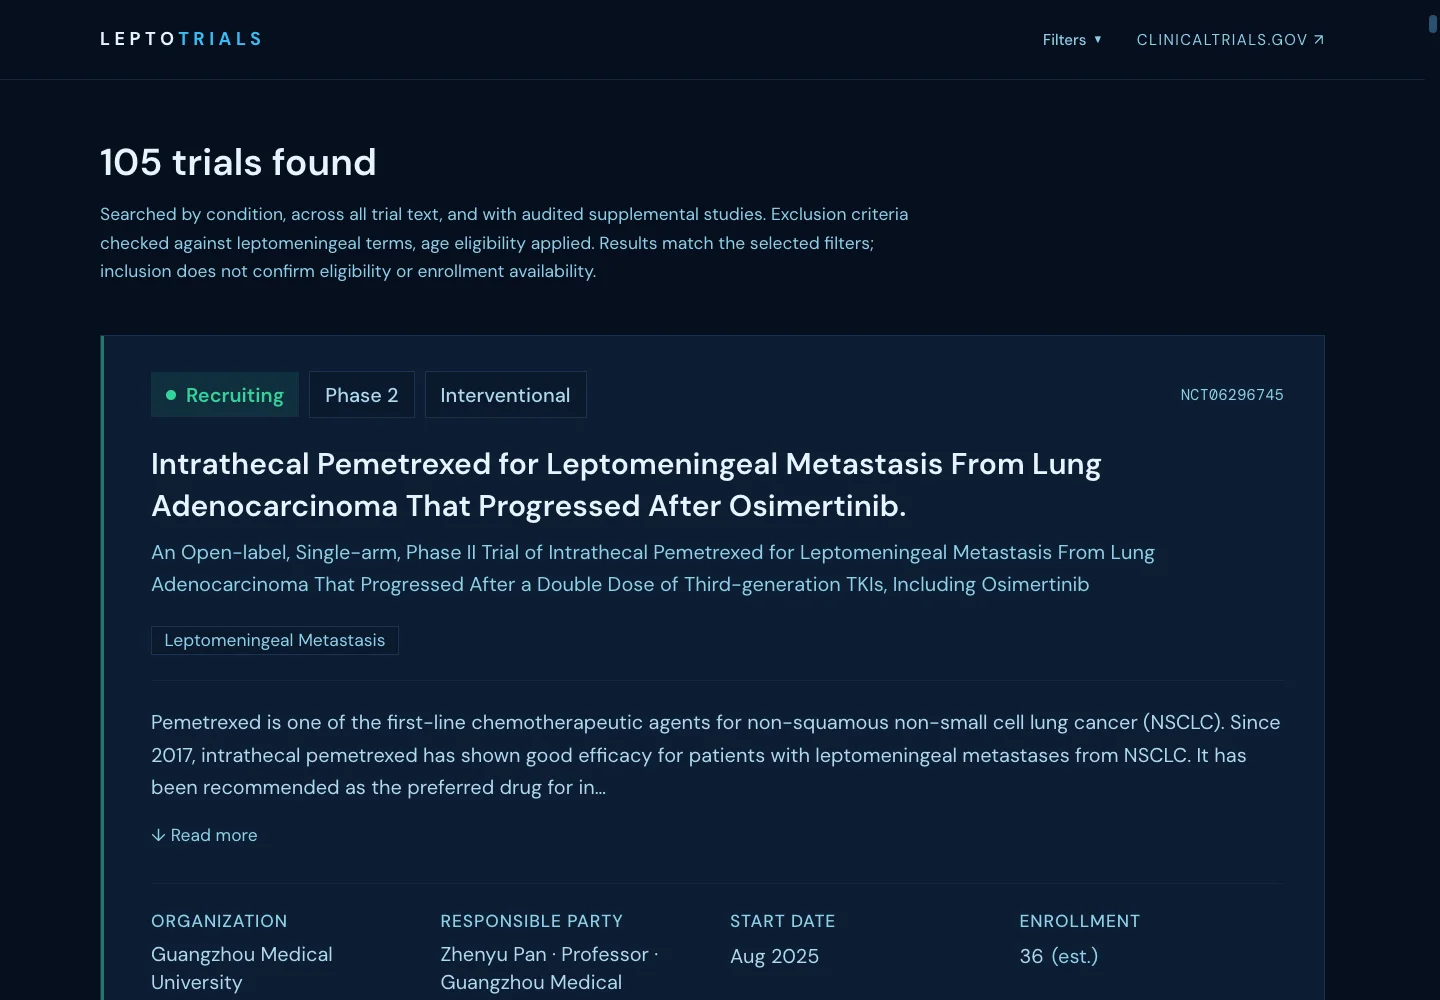 LEPTOTRIALS
Filters ▼
CLINICALTRIALS.GOV ↗
105 trials found
Searched by condition, across all trial text, and with audited supplemental studies. Exclusion criteria
checked against leptomeningeal terms, age eligibility applied. Results match the selected filters;
inclusion does not confirm eligibility or enrollment availability.
Recruiting
Phase 2
Interventional
NCT06296745
Intrathecal Pemetrexed for Leptomeningeal Metastasis From Lung
Adenocarcinoma That Progressed After Osimertinib.
An Open-label, Single-arm, Phase II Trial of Intrathecal Pemetrexed for Leptomeningeal Metastasis From Lung
Adenocarcinoma That Progressed After a Double Dose of Third-generation TKIs, Including Osimertinib
Leptomeningeal Metastasis
Pemetrexed is one of the first-line chemotherapeutic agents for non-squamous non-small cell lung cancer (NSCLC). Since
2017, intrathecal pemetrexed has shown good efficacy for patients with leptomeningeal metastases from NSCLC. It has
been recommended as the preferred drug for in…
↓ Read more
ORGANIZATION
Guangzhou Medical
University
RESPONSIBLE PARTY
Zhenyu Pan · Professor ·
Guangzhou Medical
START DATE
Aug 2025
ENROLLMENT
36 (est.)